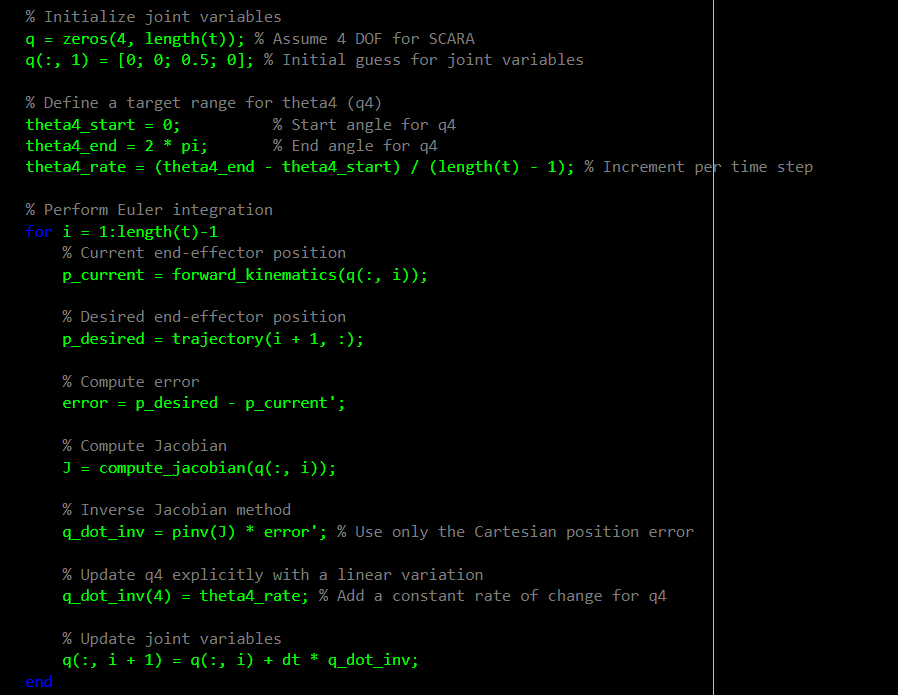 % Initialize joint variables
q = zeros(4, length(t)); % Assume 4 DOF for SCARA
q(:, 1) = [0; 0; 0.5; 0]; % Initial guess for joint variables
% Define a target range for theta4 (q4)
theta4_start = 0;          % Start angle for q4
theta4_end = 2 * pi;       % End angle for q4
theta4_rate = (theta4_end - theta4_start) / (length(t) - 1); % Increment per time step
% Perform Euler integration
for i = 1:length(t)-1
    % Current end-effector position
    p_current = forward_kinematics(q(:, i));
    % Desired end-effector position
    p_desired = trajectory(i + 1, :);
    % Compute error
    error = p_desired - p_current';
    % Compute Jacobian
    J = compute_jacobian(q(:, i));
    % Inverse Jacobian method
    q_dot_inv = pinv(J) * error'; % Use only the Cartesian position error
    % Update q4 explicitly with a linear variation
    q_dot_inv(4) = theta4_rate; % Add a constant rate of change for q4
    % Update joint variables
    q(:, i + 1) = q(:, i) + dt * q_dot_inv;
end